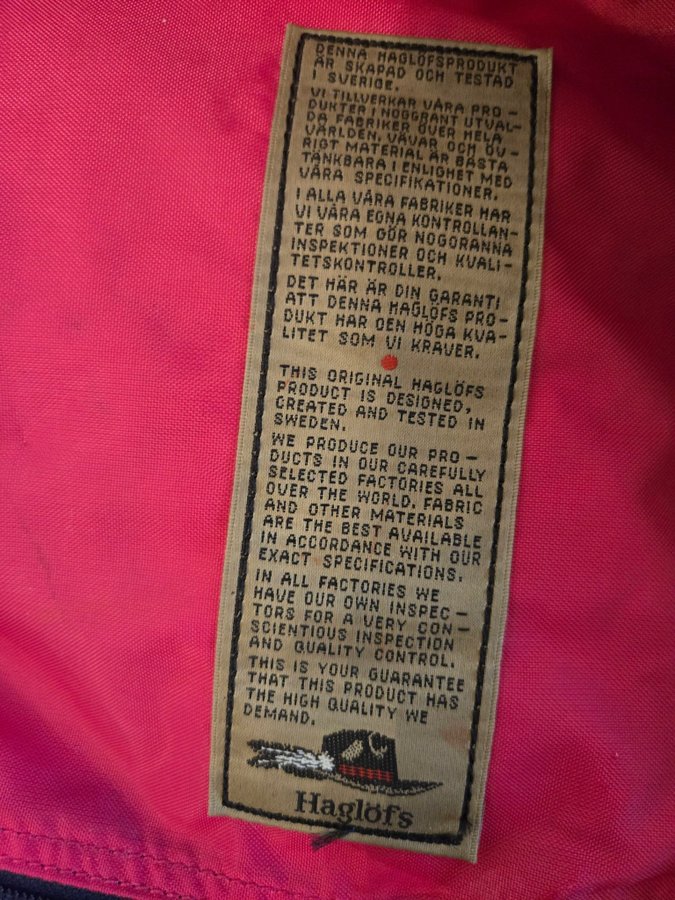 DENNA HAGLÖFSPRODUKT
ÄR SKAPAD OCH TESTAD
I SVERIGE.
VI TILLVERKAR VÅRA PRO-
DUKTER I NOGGRANT UTVAL-
DA FABRIKER ÖVER HELA
VÄRLDEN. VÄVAR OCH ÖV-
RIGT MATERIAL ÄR BÄSTA
TÄNKBARA I ENLIGHET MED
VÅRA SPECIFIKATIONER.
I ALLA VÅRA FABRIKER HAR
VI VÅRA EGNA KONTROLLAN-
TER SOM GÖR NOGGRANNA
INSPEKTIONER OCH KVALI-
TETSKONTROLLER.
DET HÄR ÄR DIN GARANTI
ATT DENNA HAGLÖFS PRO-
DUKT HAR DEN HÖGA KVA-
LITET SOM VI KRÄVER.
THIS ORIGINAL HAGLÖFS
PRODUCT IS DESIGNED,
CREATED AND TESTED IN
SWEDEN.
WE PRODUCE OUR PRO-
DUCTS IN OUR CAREFULLY
SELECTED FACTORIES ALL
OVER THE WORLD. FABRIC
AND OTHER MATERIALS
ARE THE BEST AVAILABLE
IN ACCORDANCE WITH OUR
EXACT SPECIFICATIONS.
IN ALL FACTORIES WE
HAVE OUR OWN INSPEC-
TORS FOR A VERY CON-
SCIENTIOUS INSPECTION
AND QUALITY CONTROL.
THIS IS YOUR GUARANTEE
THAT THIS PRODUCT HAS
THE HIGH QUALITY WE
DEMAND.
Haglöfs